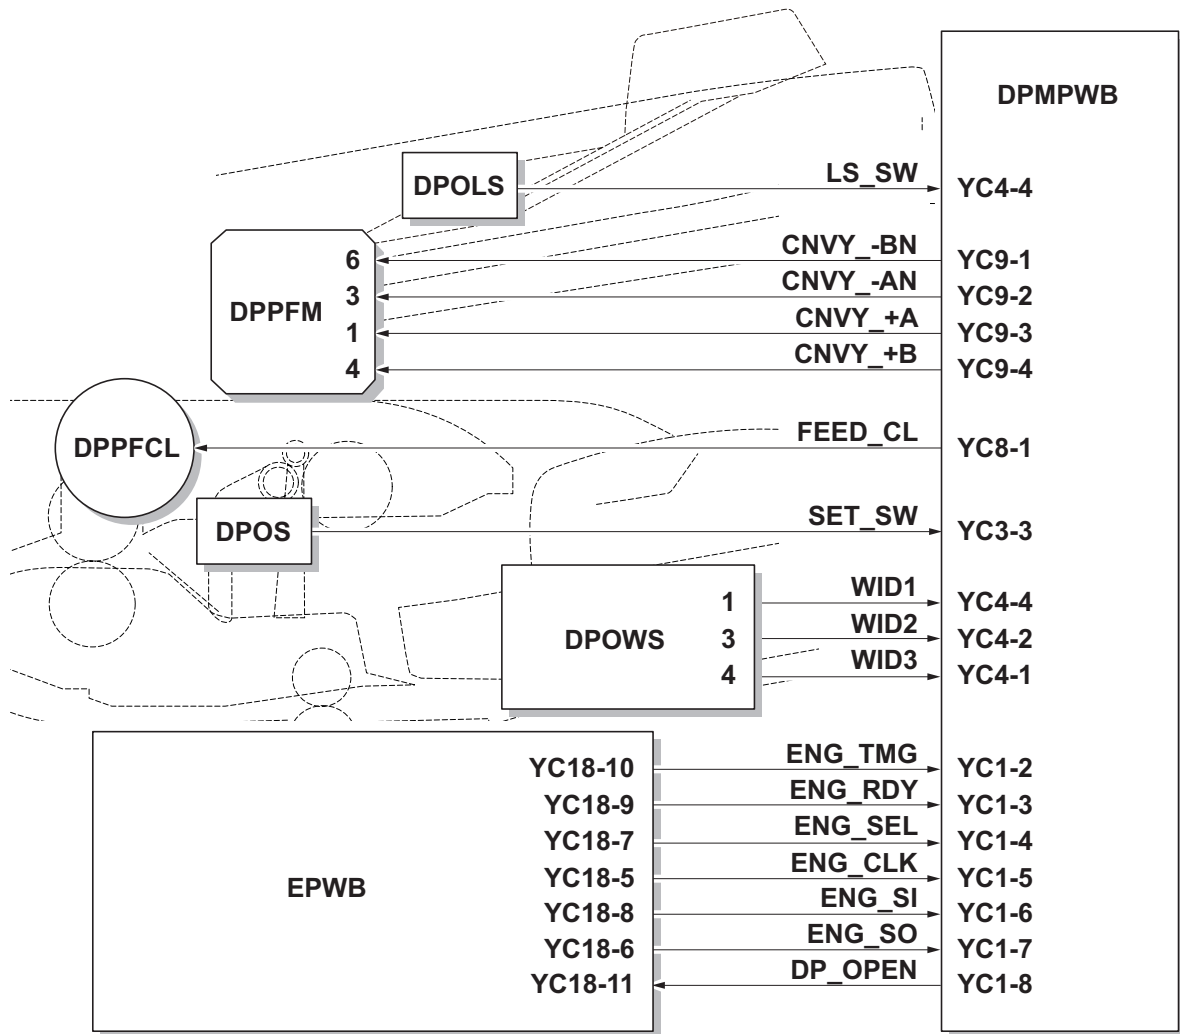 DPMPWB
DPOLS LS_SW YC4-4
DPPFM
6 CNVY_-BN YC9-1
3 CNVY_-AN YC9-2
1 CNVY_+A YC9-3
4 CNVY_+B YC9-4
DPPFCL FEED_CL YC8-1
DPOS SET_SW YC3-3
DPOWS
1 WID1 YC4-4
3 WID2 YC4-2
4 WID3 YC4-1
EPWB
YC18-10 ENG_TMG YC1-2
YC18-9 ENG_RDY YC1-3
YC18-7 ENG_SEL YC1-4
YC18-5 ENG_CLK YC1-5
YC18-8 ENG_SI YC1-6
YC18-6 ENG_SO YC1-7
YC18-11 DP_OPEN YC1-8